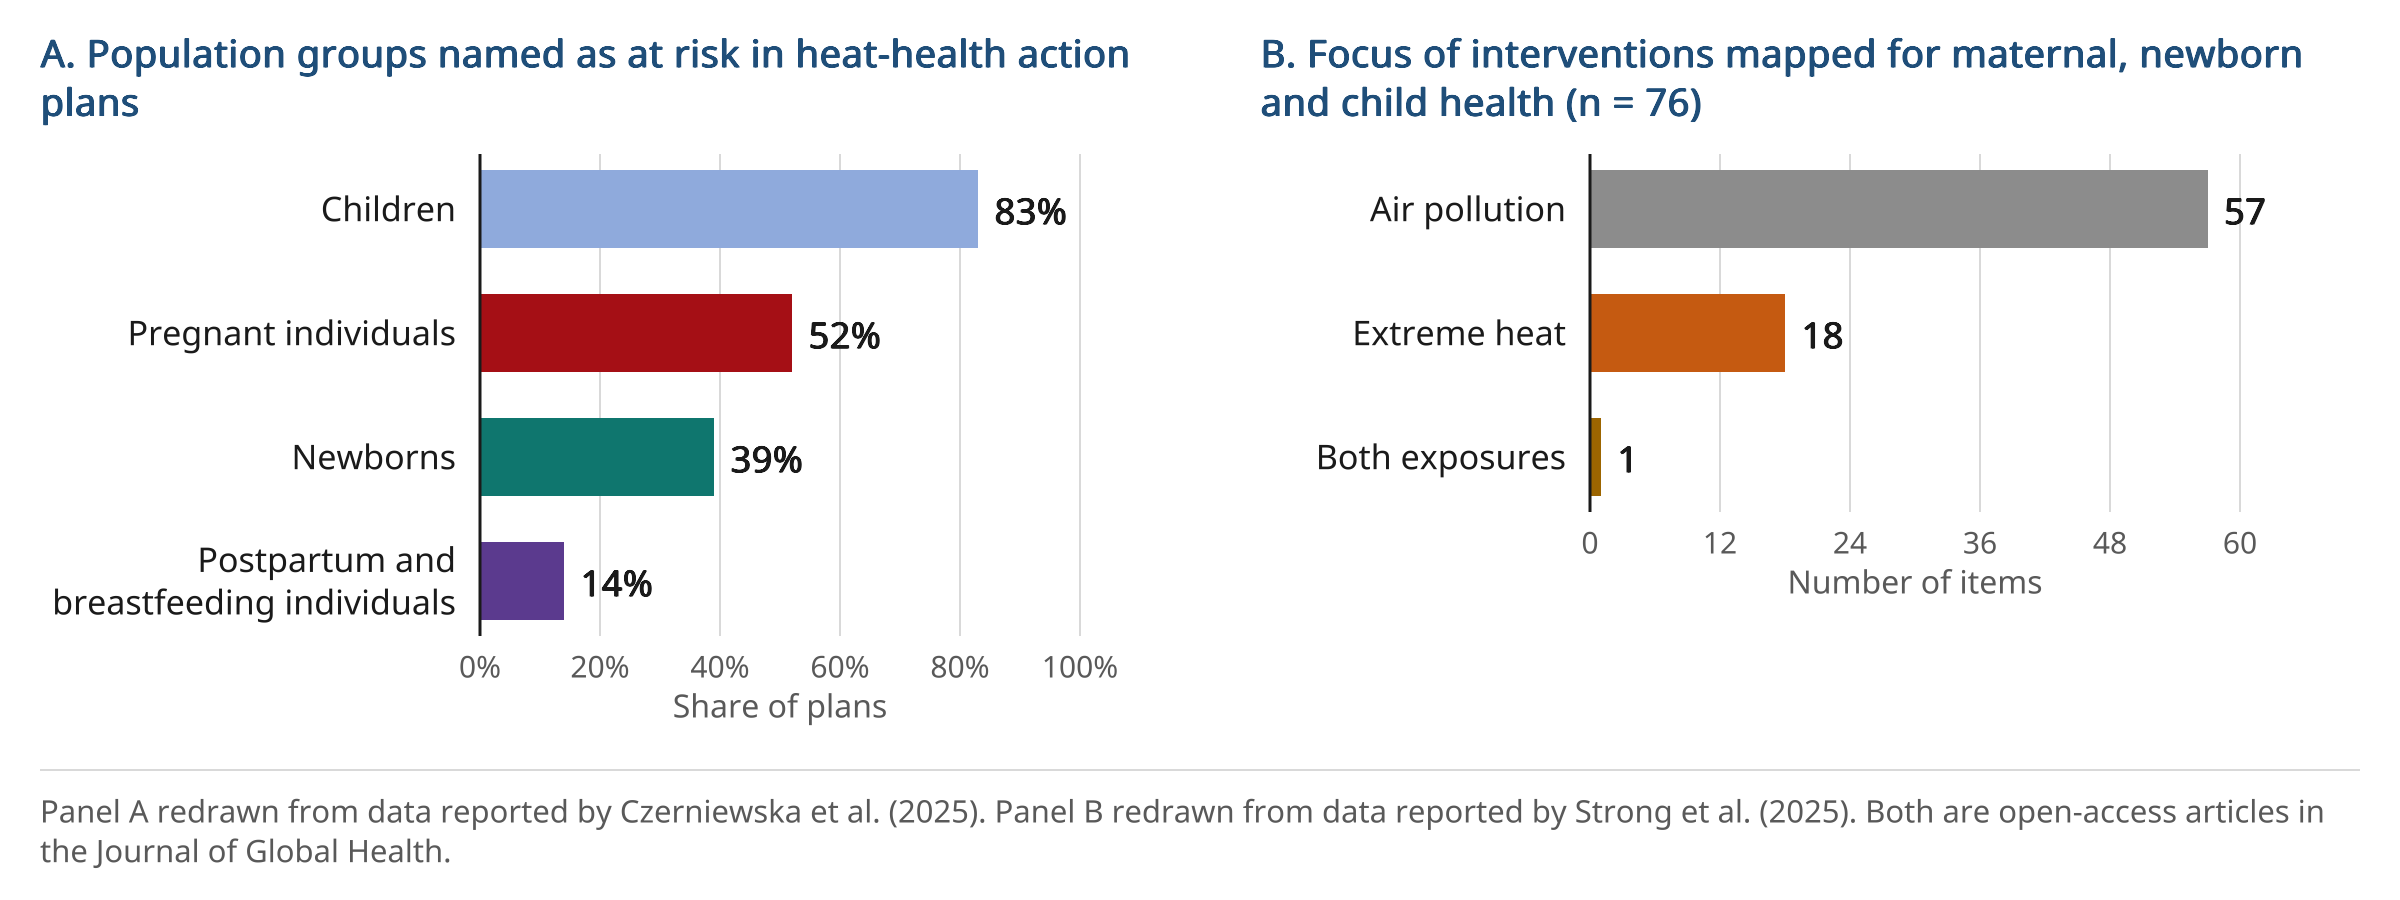 A. Population groups named as at risk in heat-health action
plans
Children
83%
Pregnant individuals
52%
Newborns
39%
Postpartum and
breastfeeding individuals
14%
0% 20% 40% 60% 80% 100%
Share of plans
B. Focus of interventions mapped for maternal, newborn
and child health (n = 76)
Air pollution
57
Extreme heat
18
Both exposures
1
0 12 24 36 48 60
Number of items
Panel A redrawn from data reported by Czerniewska et al. (2025). Panel B redrawn from data reported by Strong et al. (2025). Both are open-access articles in
the Journal of Global Health.